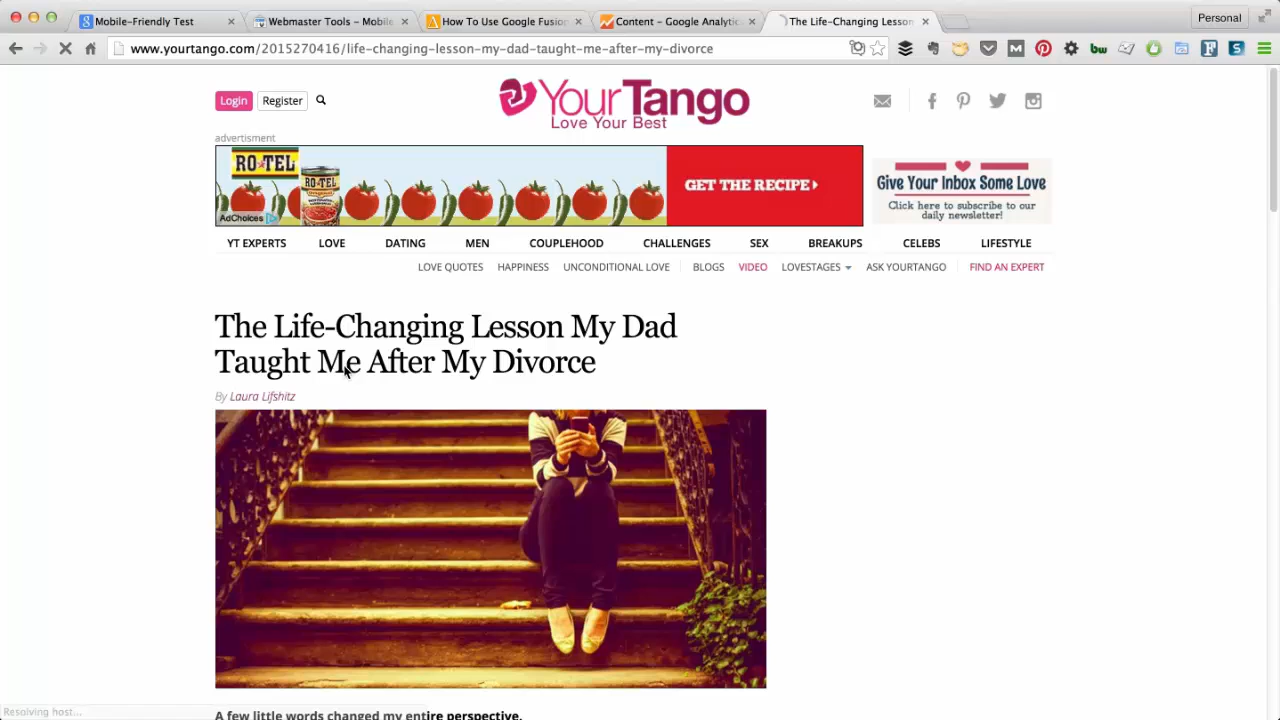 Mobile-Friendly Test
Webmaster Tools - Mobile
How To Use Google Fusion
Content – Google Analytic
The Life-Changing Lesson
Personal
www.yourtango.com/2015270416/life-changing-lesson-my-dad-taught-me-after-my-divorce
Login
Register
YourTango
Love Your Best
advertisment
RO★TEL
RO★TEL
AdChoices
GET THE RECIPE
Give Your Inbox Some Love
Click here to subscribe to our
daily newsletter!
YT EXPERTS LOVE DATING MEN COUPLEHOOD CHALLENGES SEX BREAKUPS CELEBS LIFESTYLE
LOVE QUOTES HAPPINESS UNCONDITIONAL LOVE BLOGS VIDEO LOVESTAGES ASK YOURTANGO FIND AN EXPERT
The Life-Changing Lesson My Dad
Taught Me After My Divorce
By Laura Lifshitz
A few little words changed my entire perspective.
Resolving host...